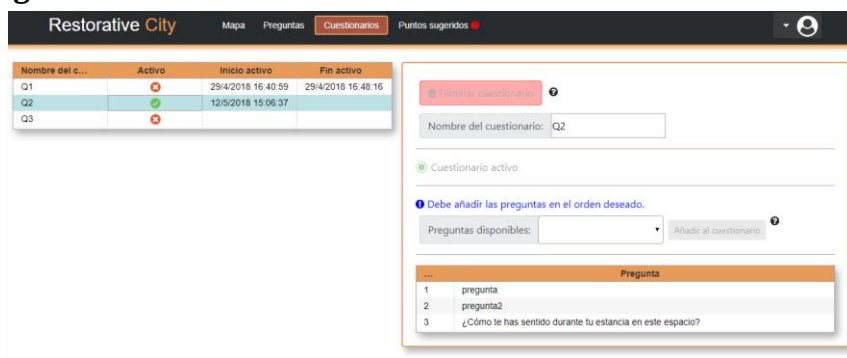 Restorative City Mapa Preguntas Cuestionarios Puntos sugeridos
Nombre del c... Activo Inicio activo Fin activo
Q1 29/4/2018 16:40:59 29/4/2018 16:48:16
Q2 12/5/2018 15:06:37
Q3
Eliminar cuestionario
Nombre del cuestionario: Q2
Cuestionario activo
Debe añadir las preguntas en el orden deseado.
Preguntas disponibles: Añadir al cuestionario
... Pregunta
1 pregunta
2 pregunta2
3 ¿Cómo te has sentido durante tu estancia en este espacio?